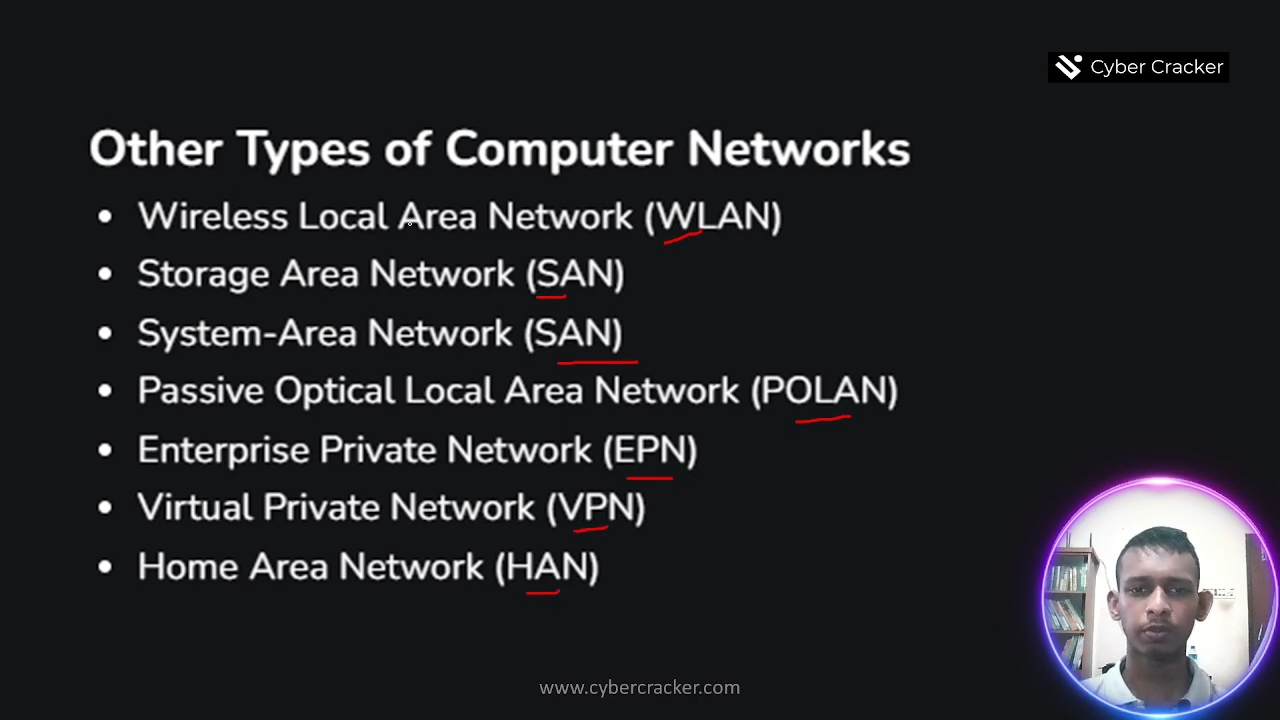 Cyber Cracker
Other Types of Computer Networks
• Wireless Local Area Network (WLAN)
• Storage Area Network (SAN)
• System-Area Network (SAN)
• Passive Optical Local Area Network (POLAN)
• Enterprise Private Network (EPN)
• Virtual Private Network (VPN)
• Home Area Network (HAN)
www.cybercracker.com